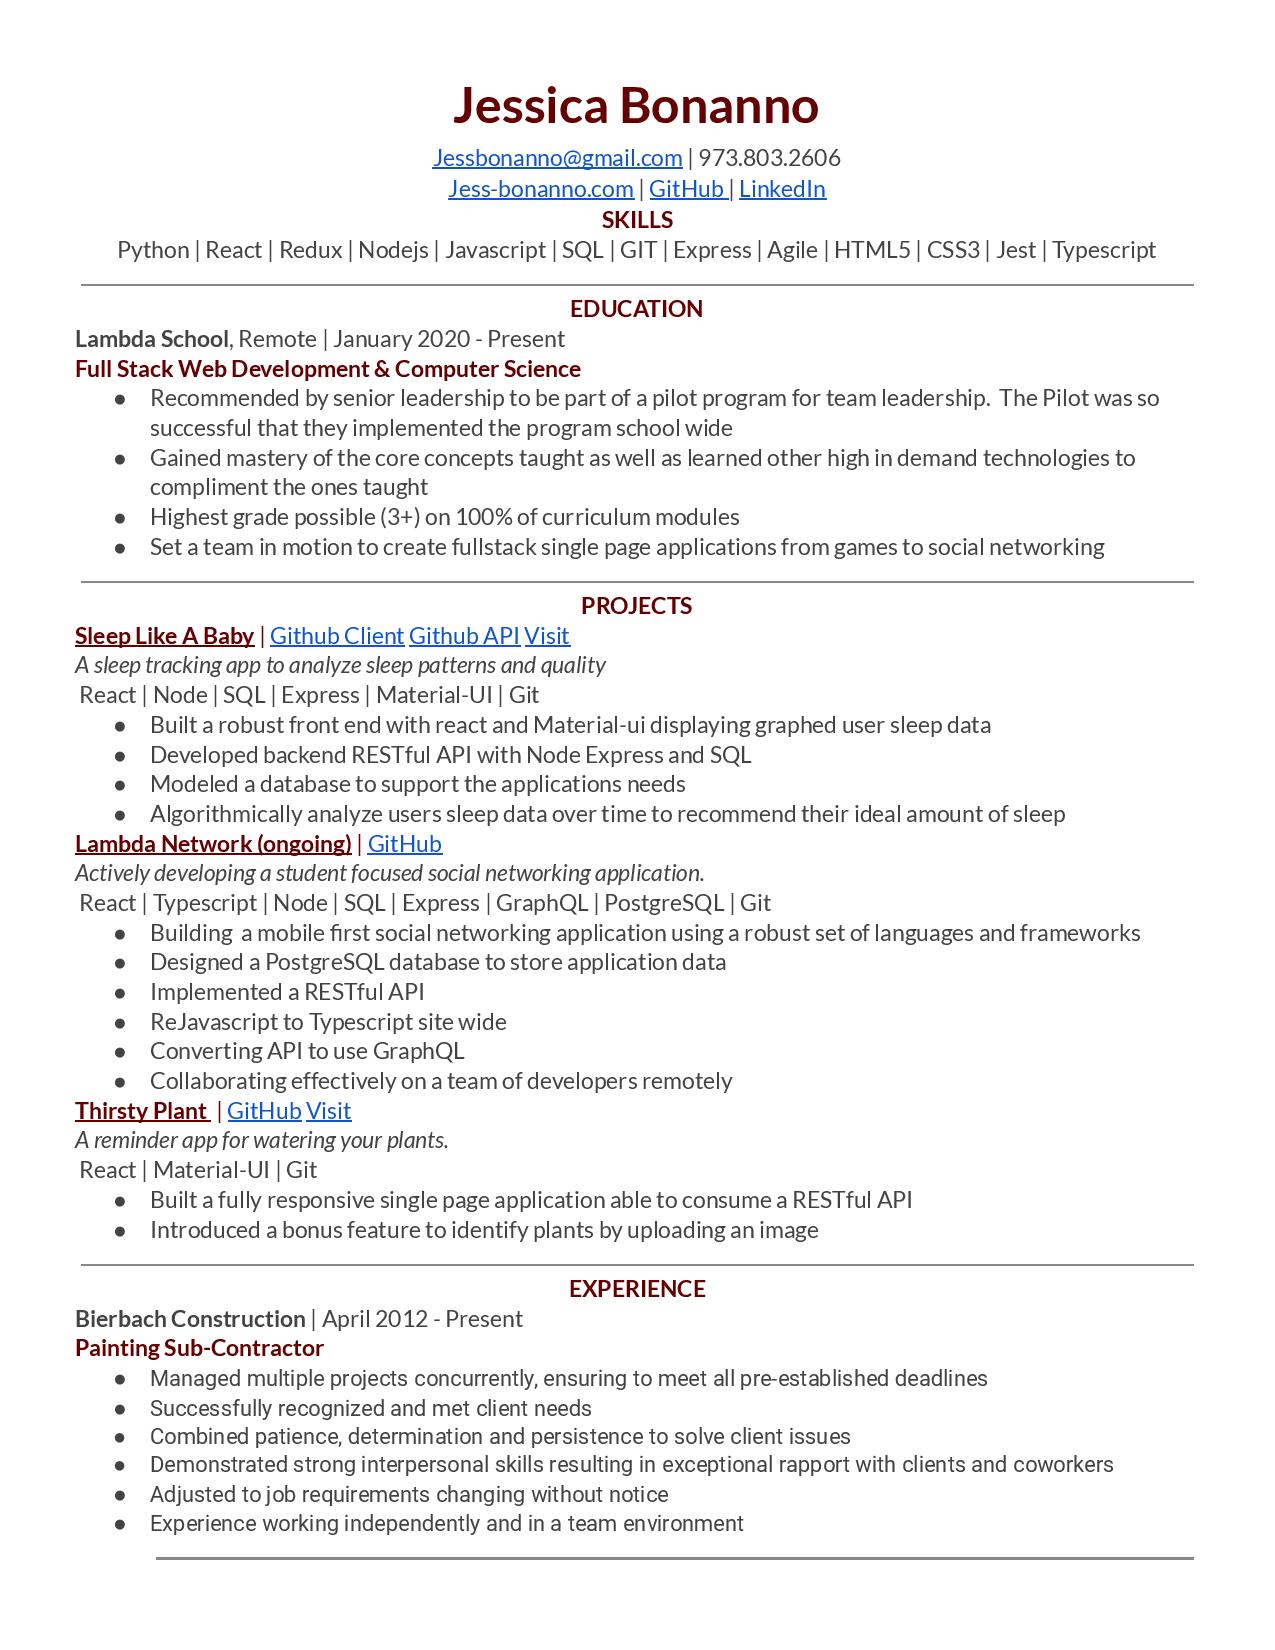 Jessica Bonanno
Jessbonanno@gmail.com | 973.803.2606
Jess-bonanno.com | GitHub | LinkedIn
SKILLS
Python | React | Redux | Nodejs | Javascript | SQL | GIT | Express | Agile | HTML5 | CSS3 | Jest | Typescript
EDUCATION
Lambda School, Remote | January 2020 - Present
Full Stack Web Development & Computer Science
● Recommended by senior leadership to be part of a pilot program for team leadership.  The Pilot was so
successful that they implemented the program school wide
● Gained mastery of the core concepts taught as well as learned other high in demand technologies to
compliment the ones taught
● Highest grade possible (3+) on 100% of curriculum modules
● Set a team in motion to create fullstack single page applications from games to social networking
PROJECTS
Sleep Like A Baby | Github Client Github API Visit
A sleep tracking app to analyze sleep patterns and quality
React | Node | SQL | Express | Material-UI | Git
● Built a robust front end with react and Material-ui displaying graphed user sleep data
● Developed backend RESTful API with Node Express and SQL
● Modeled a database to support the applications needs
● Algorithmically analyze users sleep data over time to recommend their ideal amount of sleep
Lambda Network (ongoing) | GitHub
Actively developing a student focused social networking application.
React | Typescript | Node | SQL | Express | GraphQL | PostgreSQL | Git
● Building  a mobile first social networking application using a robust set of languages and frameworks
● Designed a PostgreSQL database to store application data
● Implemented a RESTful API
● ReJavascript to Typescript site wide
● Converting API to use GraphQL
● Collaborating effectively on a team of developers remotely
Thirsty Plant  | GitHub Visit
A reminder app for watering your plants.
React | Material-UI | Git
● Built a fully responsive single page application able to consume a RESTful API
● Introduced a bonus feature to identify plants by uploading an image
EXPERIENCE
Bierbach Construction | April 2012 - Present
Painting Sub-Contractor
● Managed multiple projects concurrently, ensuring to meet all pre-established deadlines
● Successfully recognized and met client needs
● Combined patience, determination and persistence to solve client issues
● Demonstrated strong interpersonal skills resulting in exceptional rapport with clients and coworkers
● Adjusted to job requirements changing without notice
● Experience working independently and in a team environment